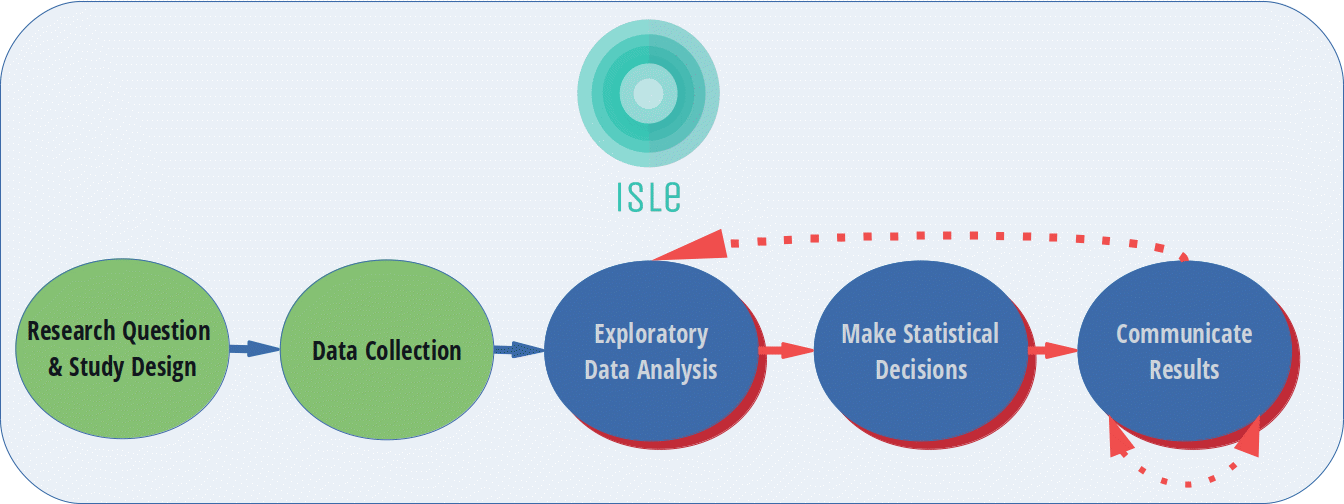 ISLe
Research Question
& Study Design
Data Collection
Exploratory
Data Analysis
Make Statistical
Decisions
Communicate
Results